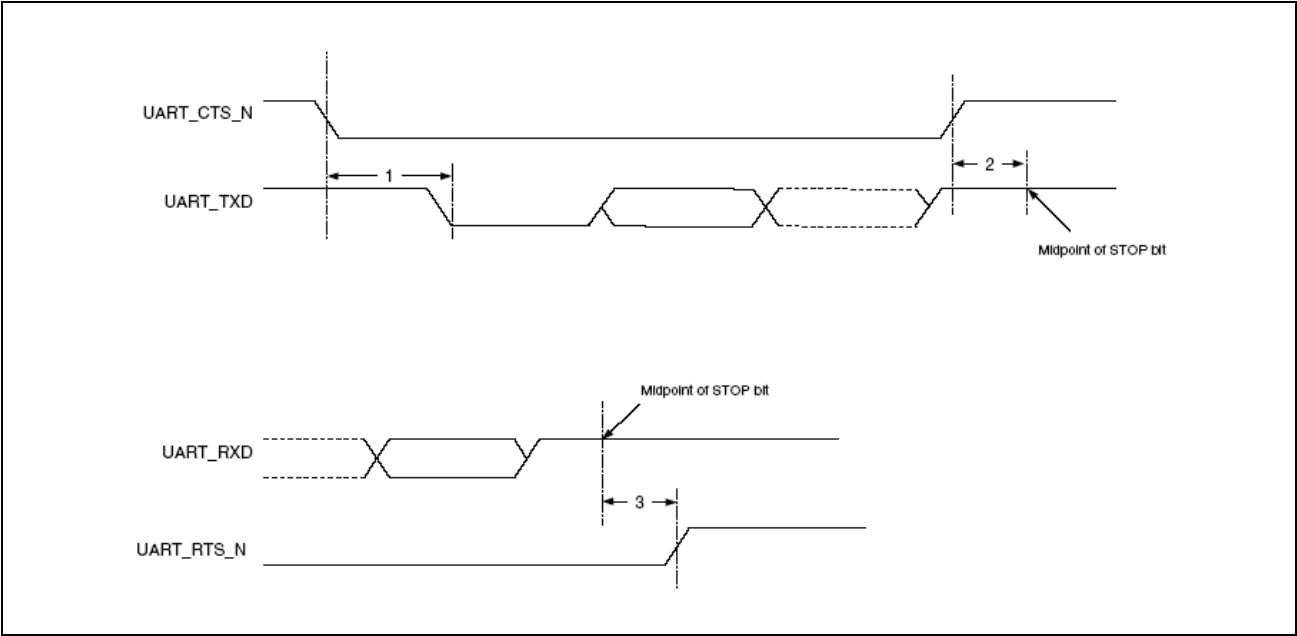 UART_CTS_N
2
1
UART_TXD
Midpoint of STOP bit
Midpoint of STOP bit
UART_RXD
3
UART_RTS_N